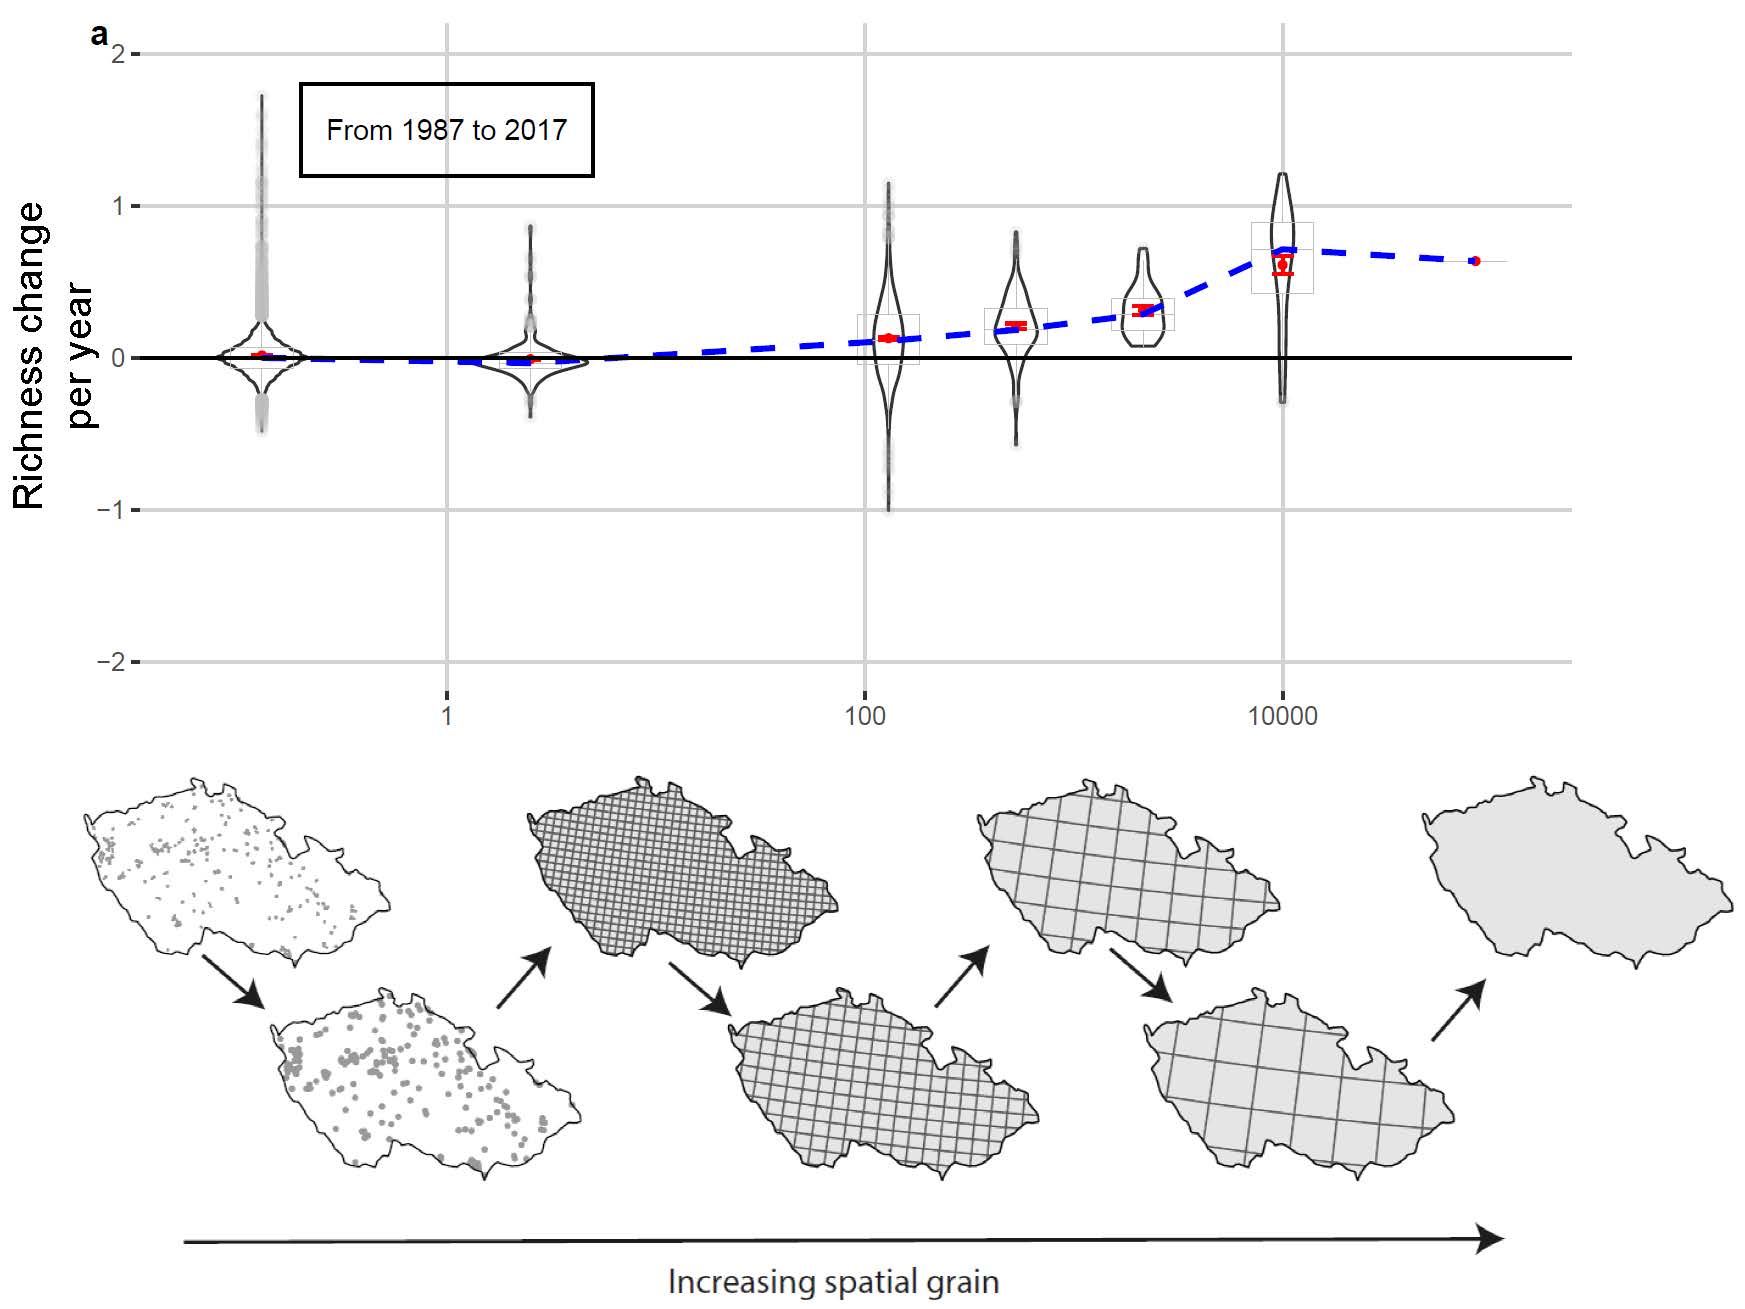 a
2
From 1987 to 2017
1
0
−1
−2
Richness change
per year
1
100
10000
Increasing spatial grain